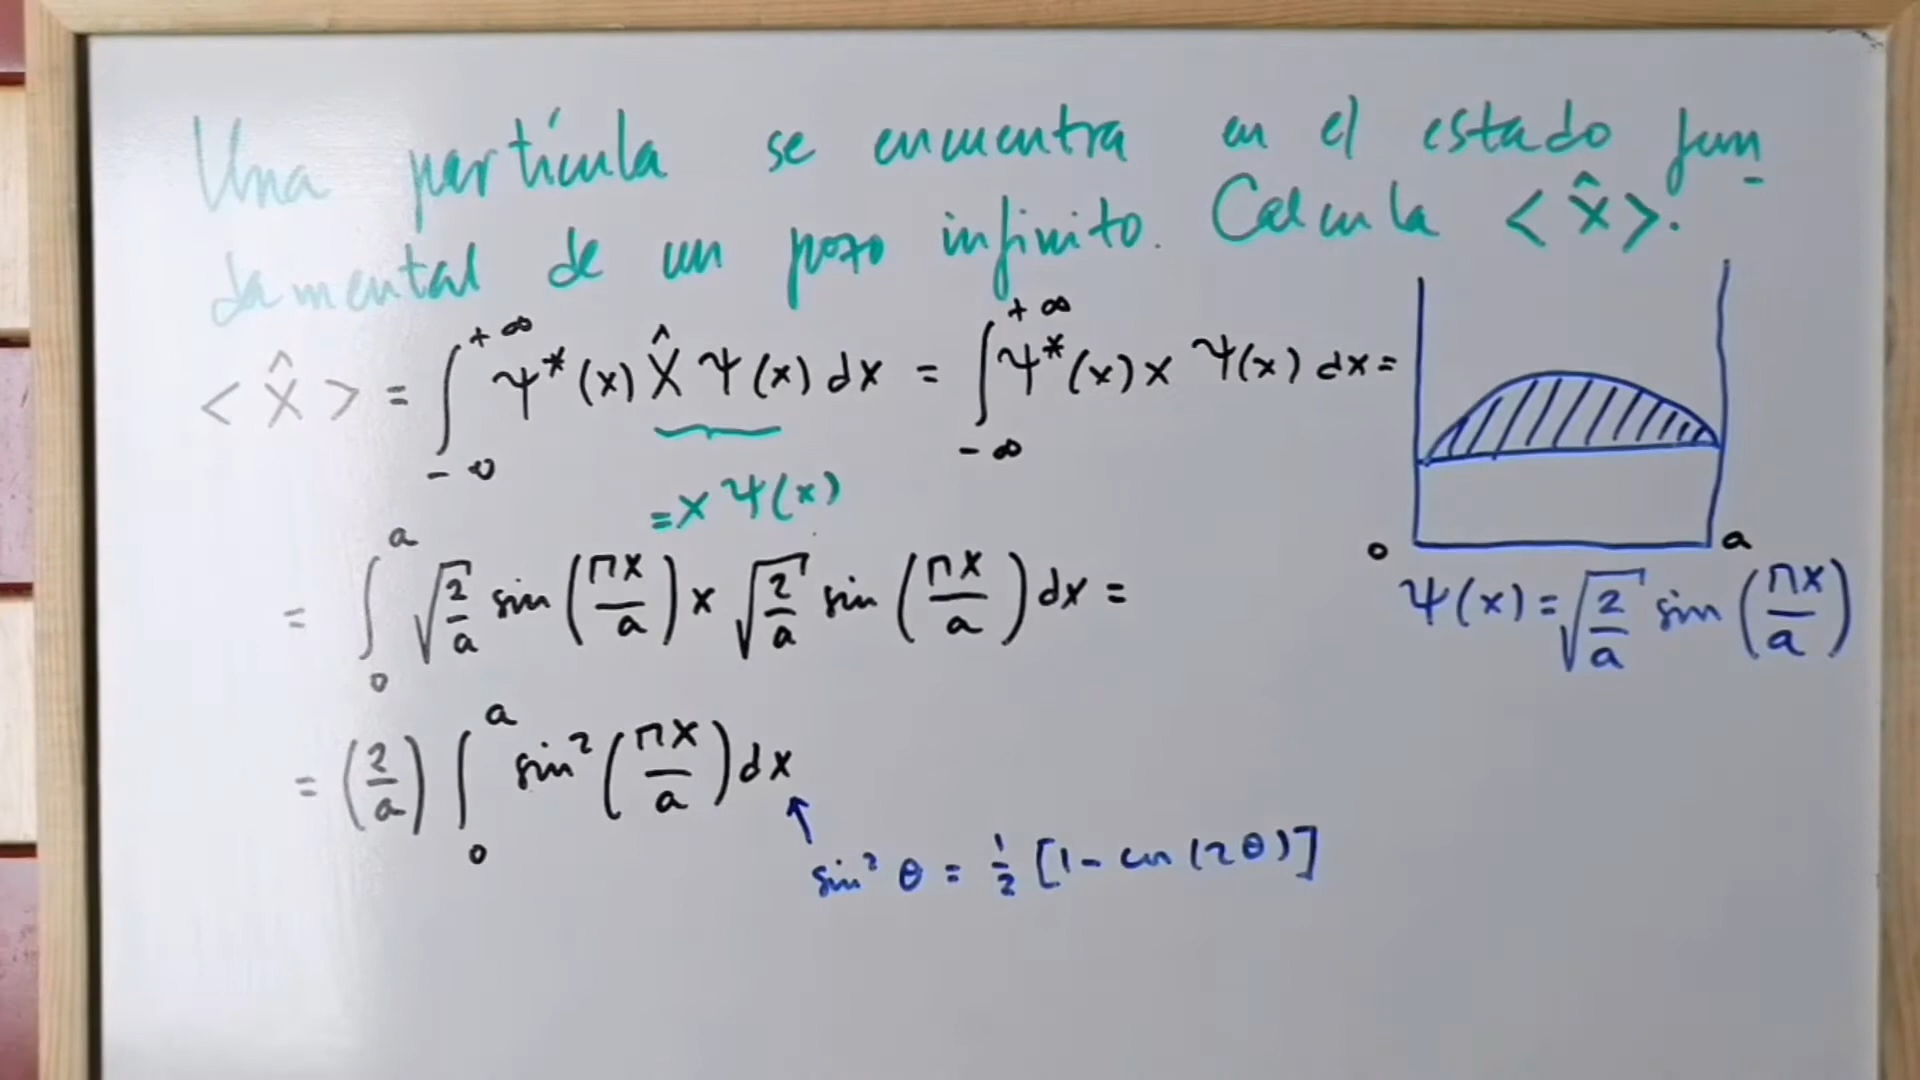 Una partícula se encuentra en el estado fun
damental de un pozo infinito. Calcula < x̂ >.
< x̂ > = ∫_{-∞}^{+∞} Ψ*(x) x̂ Ψ(x) dx = ∫_{-∞}^{+∞} Ψ*(x) x Ψ(x) dx =
= x Ψ(x)
0 a
= ∫_0^a √(2/a) sin (πx/a) x √(2/a) sin (πx/a) dx =
Ψ(x) = √(2/a) sin (πx/a)
= (2/a) ∫_0^a sin² (πx/a) dx
sin² θ = 1/2 [1 - cos (2θ)]